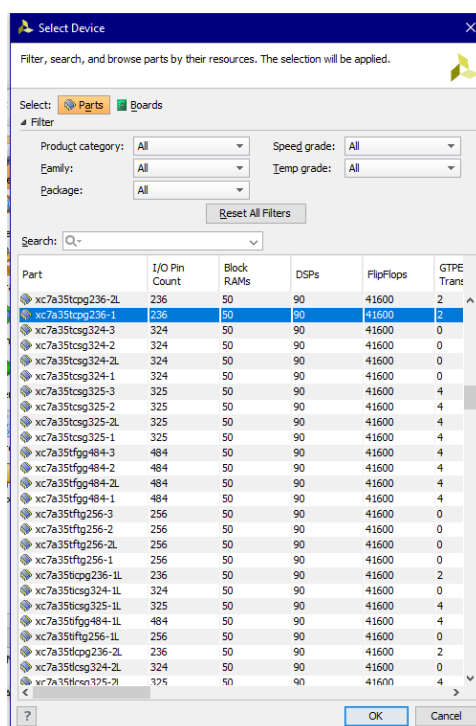 Select Device
Filter, search, and browse parts by their resources. The selection will be applied.
Select: Parts Boards
Filter
Product category: All Speed grade: All
Family: All Temp grade: All
Package: All
Reset All Filters
Search: Q-
Part I/O Pin Count Block RAMs DSPs FlipFlops GTPE Trans
xc7a35tcpg236-2L 236 50 90 41600 2
xc7a35tcpg236-1 236 50 90 41600 2
xc7a35tcsg324-3 324 50 90 41600 0
xc7a35tcsg324-2 324 50 90 41600 0
xc7a35tcsg324-2L 324 50 90 41600 0
xc7a35tcsg324-1 324 50 90 41600 0
xc7a35tcsg325-3 325 50 90 41600 4
xc7a35tcsg325-2 325 50 90 41600 4
xc7a35tcsg325-2L 325 50 90 41600 4
xc7a35tcsg325-1 325 50 90 41600 4
xc7a35tfgg484-3 484 50 90 41600 4
xc7a35tfgg484-2 484 50 90 41600 4
xc7a35tfgg484-2L 484 50 90 41600 4
xc7a35tfgg484-1 484 50 90 41600 4
xc7a35tftg256-3 256 50 90 41600 0
xc7a35tftg256-2 256 50 90 41600 0
xc7a35tftg256-2L 256 50 90 41600 0
xc7a35tftg256-1 256 50 90 41600 0
xc7a35ticpg236-1L 236 50 90 41600 2
xc7a35ticsg324-1L 324 50 90 41600 0
xc7a35ticsg325-1L 325 50 90 41600 4
xc7a35tifgg484-1L 484 50 90 41600 4
xc7a35tiftg256-1L 256 50 90 41600 0
xc7a35tlcpg236-2L 236 50 90 41600 2
xc7a35tlcsg324-2L 324 50 90 41600 0
xc7a35tlcsg325-2L 325 50 90 41600 4
? OK Cancel